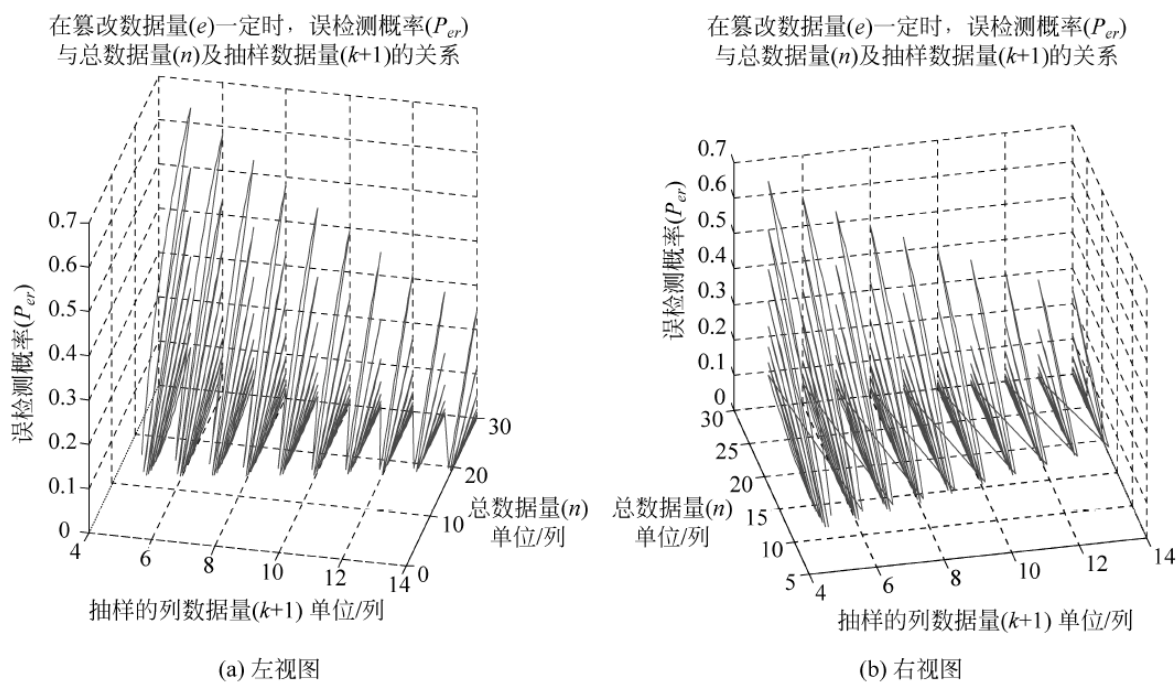 在篡改数据量(e)一定时，误检测概率(Per)
与总数据量(n)及抽样数据量(k+1)的关系
0.7
0.6
0.5
0.4
0.3
0.2
0.1
0
误检测概率(Per)
4
6
8
10
12
14
0
10
20
30
总数据量(n)
单位/列
抽样的列数据量(k+1) 单位/列
(a) 左视图
在篡改数据量(e)一定时，误检测概率(Per)
与总数据量(n)及抽样数据量(k+1)的关系
0.7
0.6
0.5
0.4
0.3
0.2
0.1
0
误检测概率(Per)
30
25
20
15
10
5
总数据量(n)
单位/列
4
6
8
10
12
14
抽样的列数据量(k+1) 单位/列
(b) 右视图